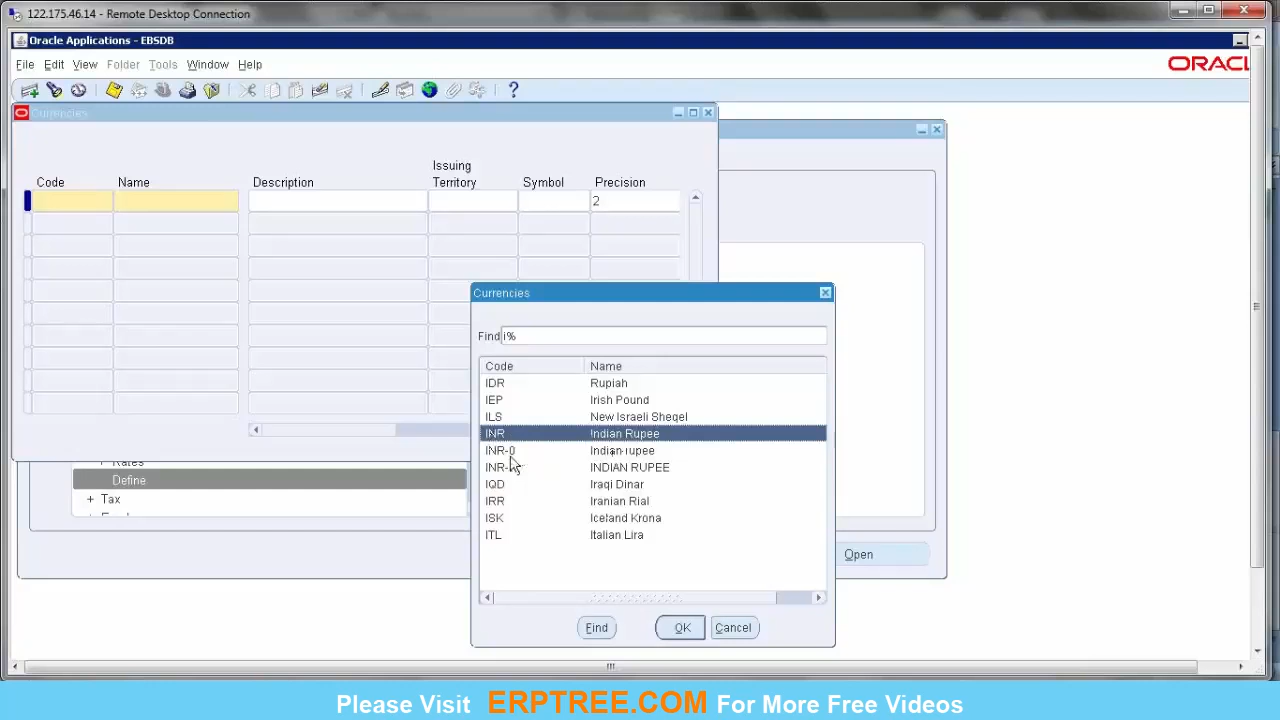 122.175.46.14 - Remote Desktop Connection
Oracle Applications - EBSDB
File Edit View Folder Tools Window Help
Currencies
Issuing
Code Name Description Territory Symbol Precision
2
Currencies
Find i%
Code Name
IDR Rupiah
IEP Irish Pound
ILS New Israeli Sheqel
INR Indian Rupee
INR-0 Indian rupee
INDIAN RUPEE
IQD Iraqi Dinar
IRR Iranian Rial
ISK Iceland Krona
ITL Italian Lira
Find OK Cancel
Rates
Define
+ Tax
Open
Please Visit ERPTREE.COM For More Free Videos